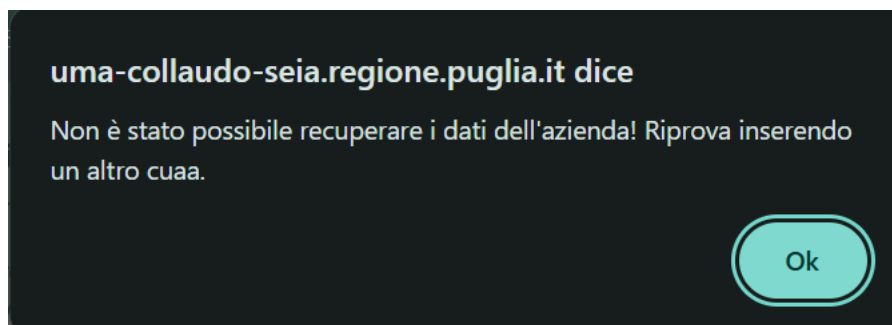 uma-collaudo-seia.regione.puglia.it dice
Non è stato possibile recuperare i dati dell'azienda! Riprova inserendo
un altro cuaa.
Ok